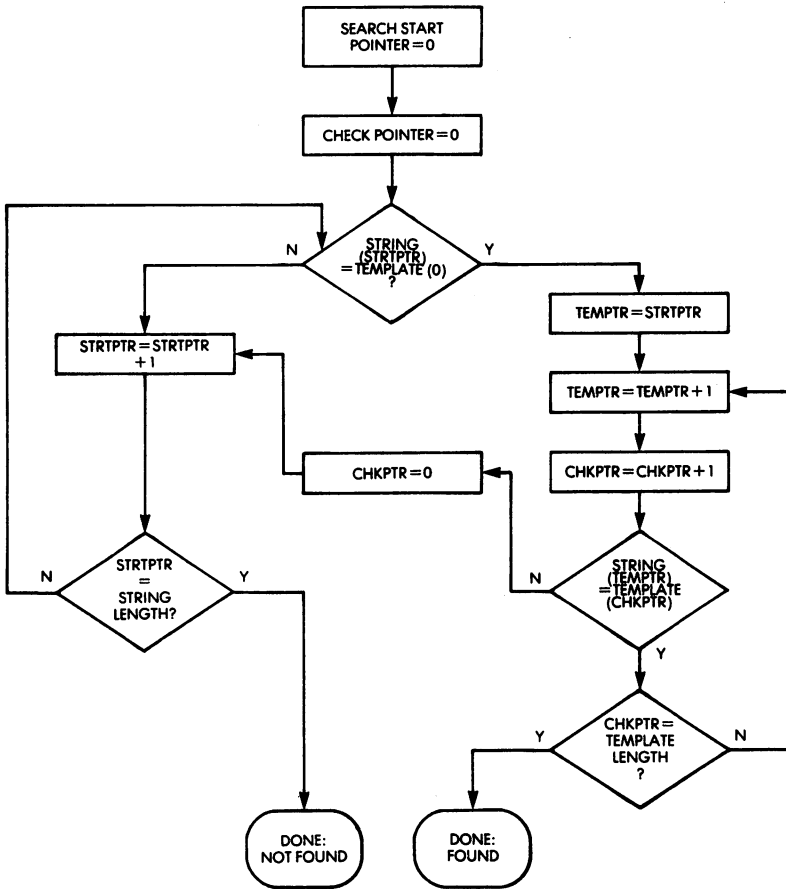 SEARCH START
POINTER=0
CHECK POINTER=0
N
STRING
(STRTPTR)
=TEMPLATE (0)
?
Y
TEMPTR=STRTPTR
STRTPTR=STRTPTR
+1
TEMPTR=TEMPTR+1
CHKPTR=0
CHKPTR=CHKPTR+1
N
STRTPTR
=
STRING
LENGTH?
Y
N
STRING
(TEMPTR)
=TEMPLATE
(CHKPTR)
Y
Y
CHKPTR=
TEMPLATE
LENGTH
?
N
DONE:
NOT FOUND
DONE:
FOUND